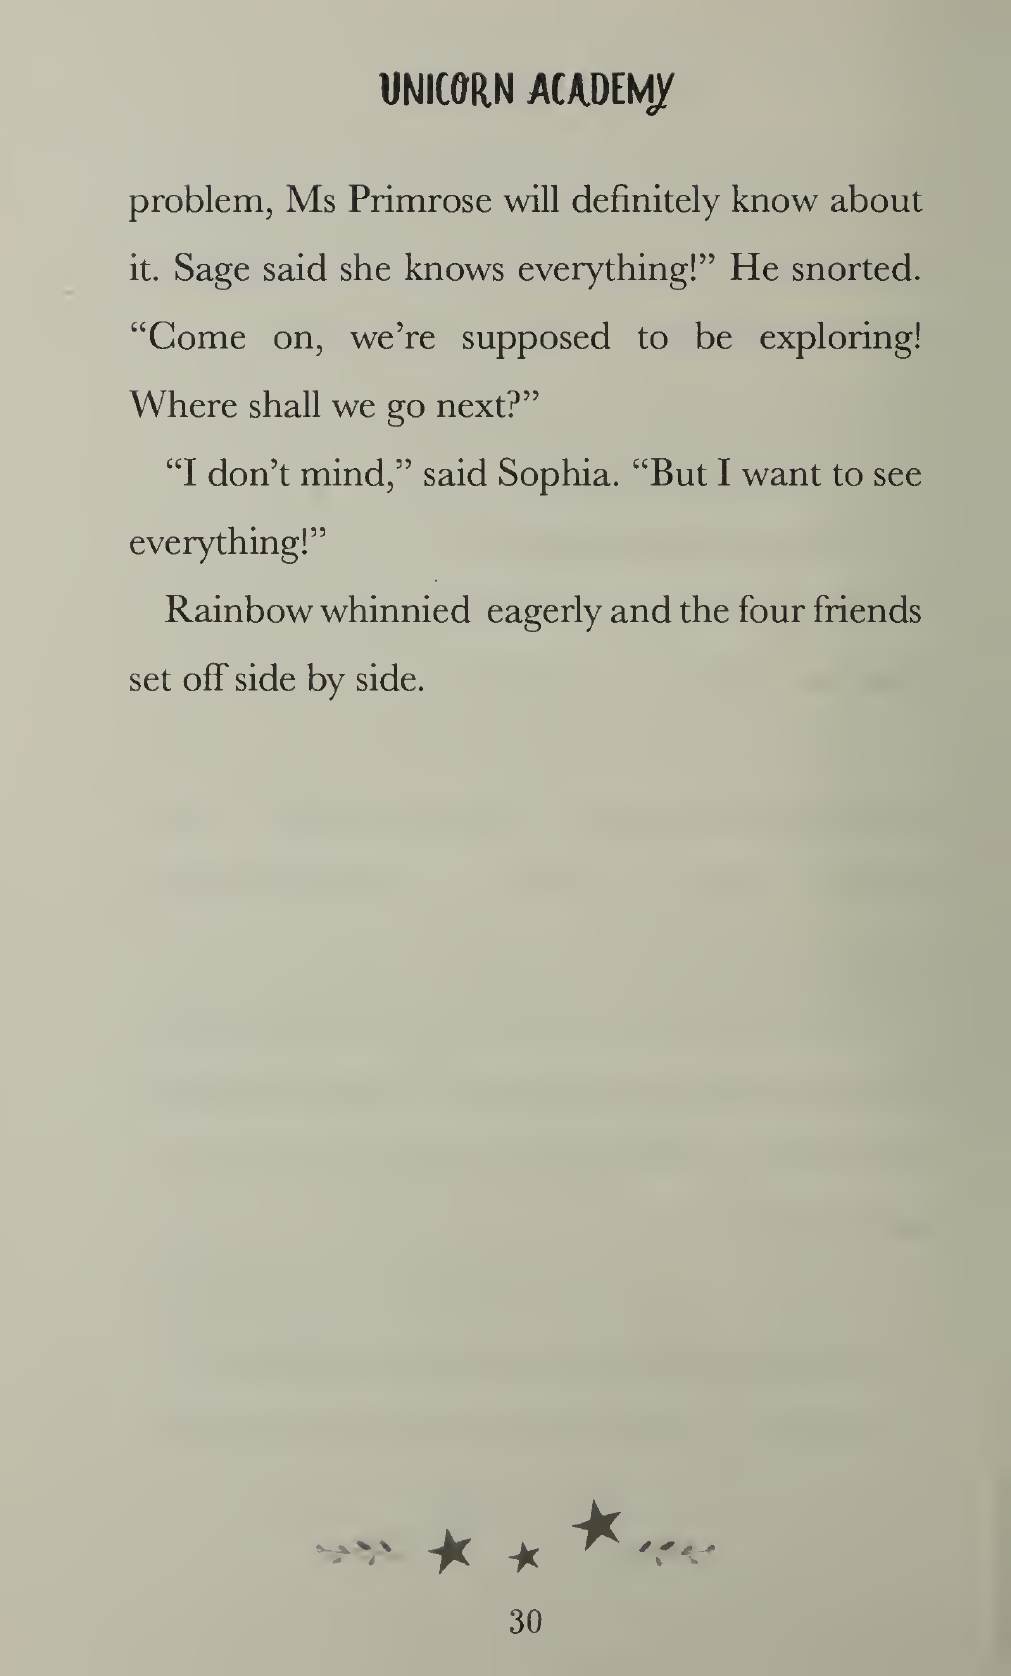 UNICORN ACADEMY
problem, Ms Primrose will definitely know about
it. Sage said she knows everything!” He snorted.
“Come on, we’re supposed to be exploring!
Where shall we go next?”
“I don’t mind,” said Sophia. “But I want to see
everything!”
Rainbow whinnied eagerly and the four friends
set off side by side.
30